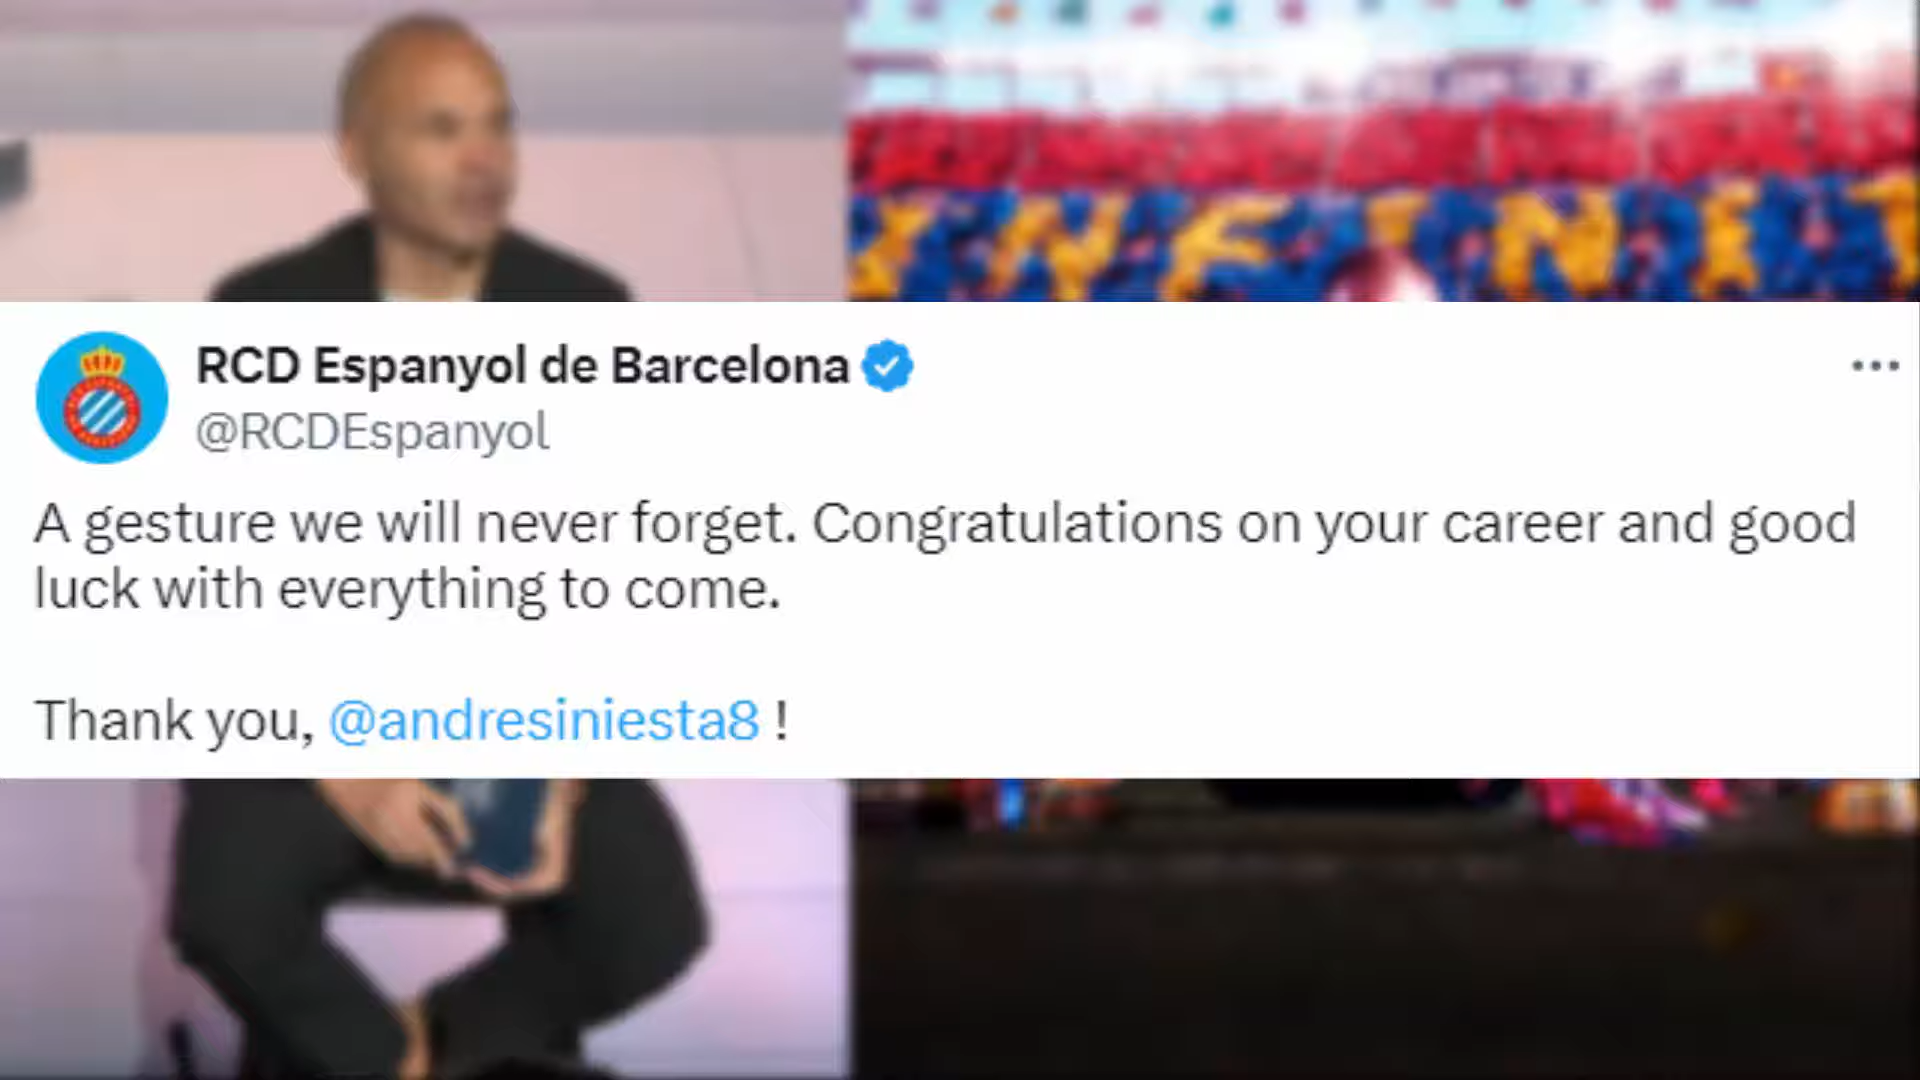 INFINIT
RCD Espanyol de Barcelona
@RCDEspanyol
A gesture we will never forget. Congratulations on your career and good
luck with everything to come.
Thank you, @andresiniesta8 !